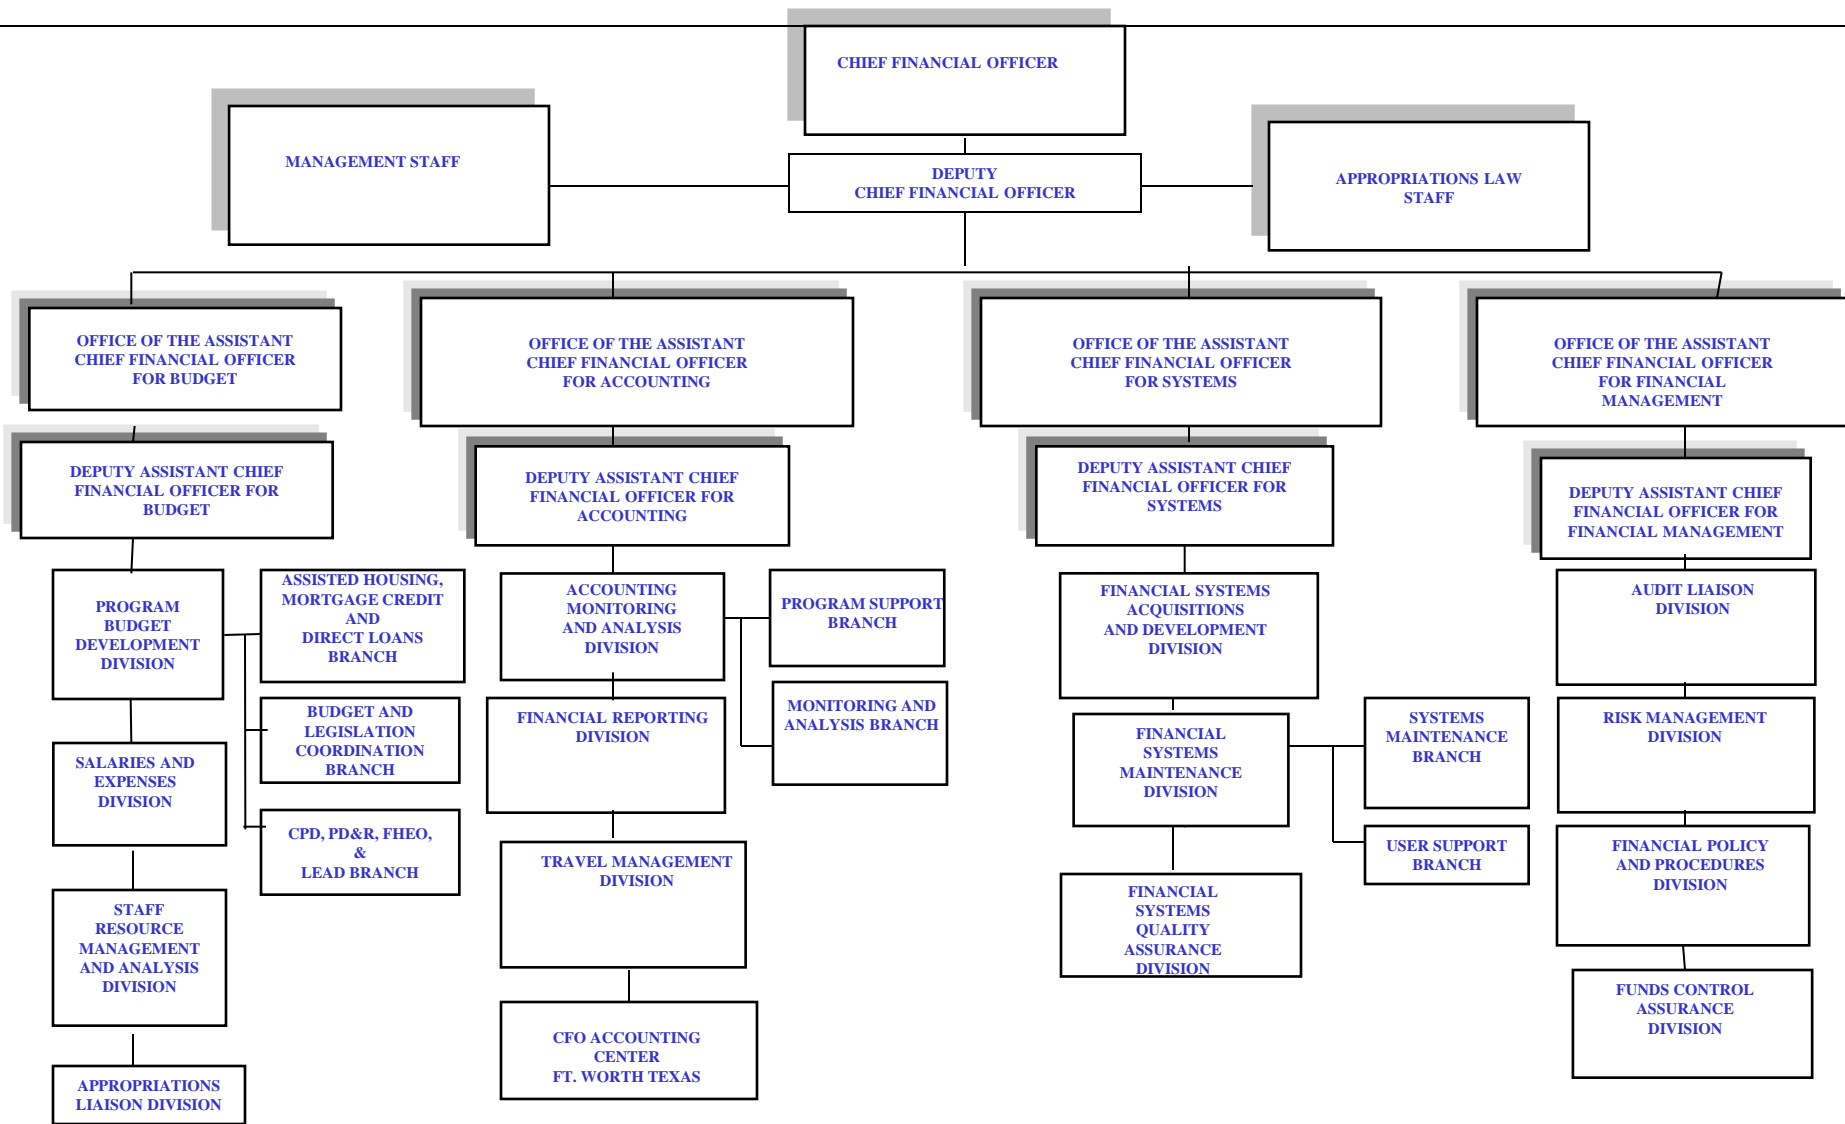 CHIEF FINANCIAL OFFICER
MANAGEMENT STAFF
DEPUTY
CHIEF FINANCIAL OFFICER
APPROPRIATIONS LAW
STAFF
OFFICE OF THE ASSISTANT
CHIEF FINANCIAL OFFICER
FOR BUDGET
OFFICE OF THE ASSISTANT
CHIEF FINANCIAL OFFICER
FOR ACCOUNTING
OFFICE OF THE ASSISTANT
CHIEF FINANCIAL OFFICER
FOR SYSTEMS
OFFICE OF THE ASSISTANT
CHIEF FINANCIAL OFFICER
FOR FINANCIAL
MANAGEMENT
DEPUTY ASSISTANT CHIEF
FINANCIAL OFFICER FOR
BUDGET
DEPUTY ASSISTANT CHIEF
FINANCIAL OFFICER FOR
ACCOUNTING
DEPUTY ASSISTANT CHIEF
FINANCIAL OFFICER FOR
SYSTEMS
DEPUTY ASSISTANT CHIEF
FINANCIAL OFFICER FOR
FINANCIAL MANAGEMENT
PROGRAM
BUDGET
DEVELOPMENT
DIVISION
ASSISTED HOUSING,
MORTGAGE CREDIT
AND
DIRECT LOANS
BRANCH
BUDGET AND
LEGISLATION
COORDINATION
BRANCH
CPD, PD&R, FHEO,
&
LEAD BRANCH
SALARIES AND
EXPENSES
DIVISION
STAFF
RESOURCE
MANAGEMENT
AND ANALYSIS
DIVISION
APPROPRIATIONS
LIAISON DIVISION
ACCOUNTING
MONITORING
AND ANALYSIS
DIVISION
PROGRAM SUPPORT
BRANCH
MONITORING AND
ANALYSIS BRANCH
FINANCIAL REPORTING
DIVISION
TRAVEL MANAGEMENT
DIVISION
CFO ACCOUNTING
CENTER
FT. WORTH TEXAS
FINANCIAL SYSTEMS
ACQUISITIONS
AND DEVELOPMENT
DIVISION
FINANCIAL
SYSTEMS
MAINTENANCE
DIVISION
SYSTEMS
MAINTENANCE
BRANCH
USER SUPPORT
BRANCH
FINANCIAL
SYSTEMS
QUALITY
ASSURANCE
DIVISION
AUDIT LIAISON
DIVISION
RISK MANAGEMENT
DIVISION
FINANCIAL POLICY
AND PROCEDURES
DIVISION
FUNDS CONTROL
ASSURANCE
DIVISION